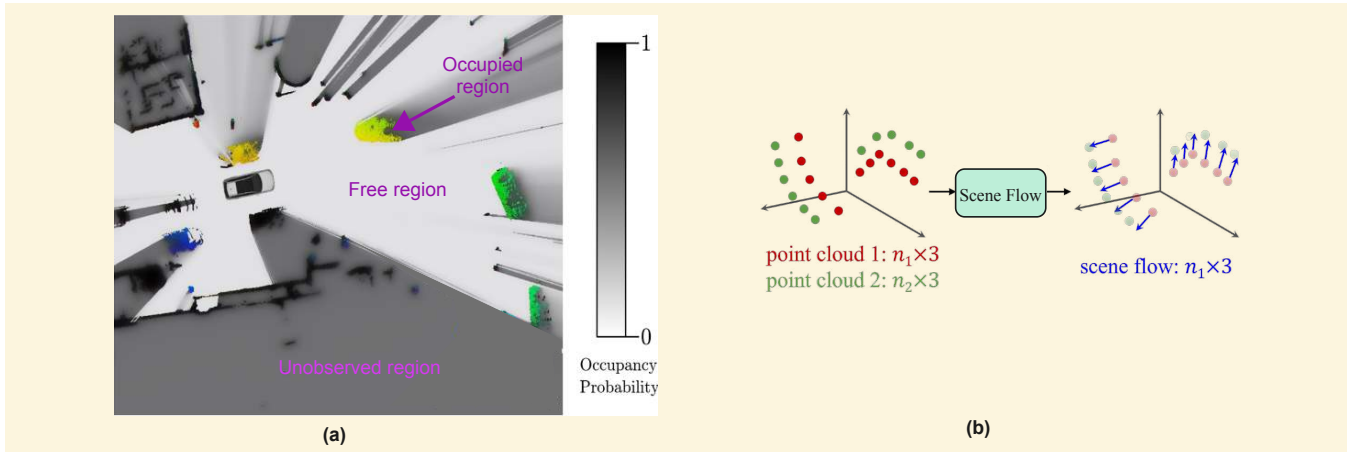 Occupied
region
Free region
Unobserved region
1
0
Occupancy
Probability
(a)
Scene Flow
point cloud 1: n₁×3
point cloud 2: n₂×3
scene flow: n₁×3
(b)